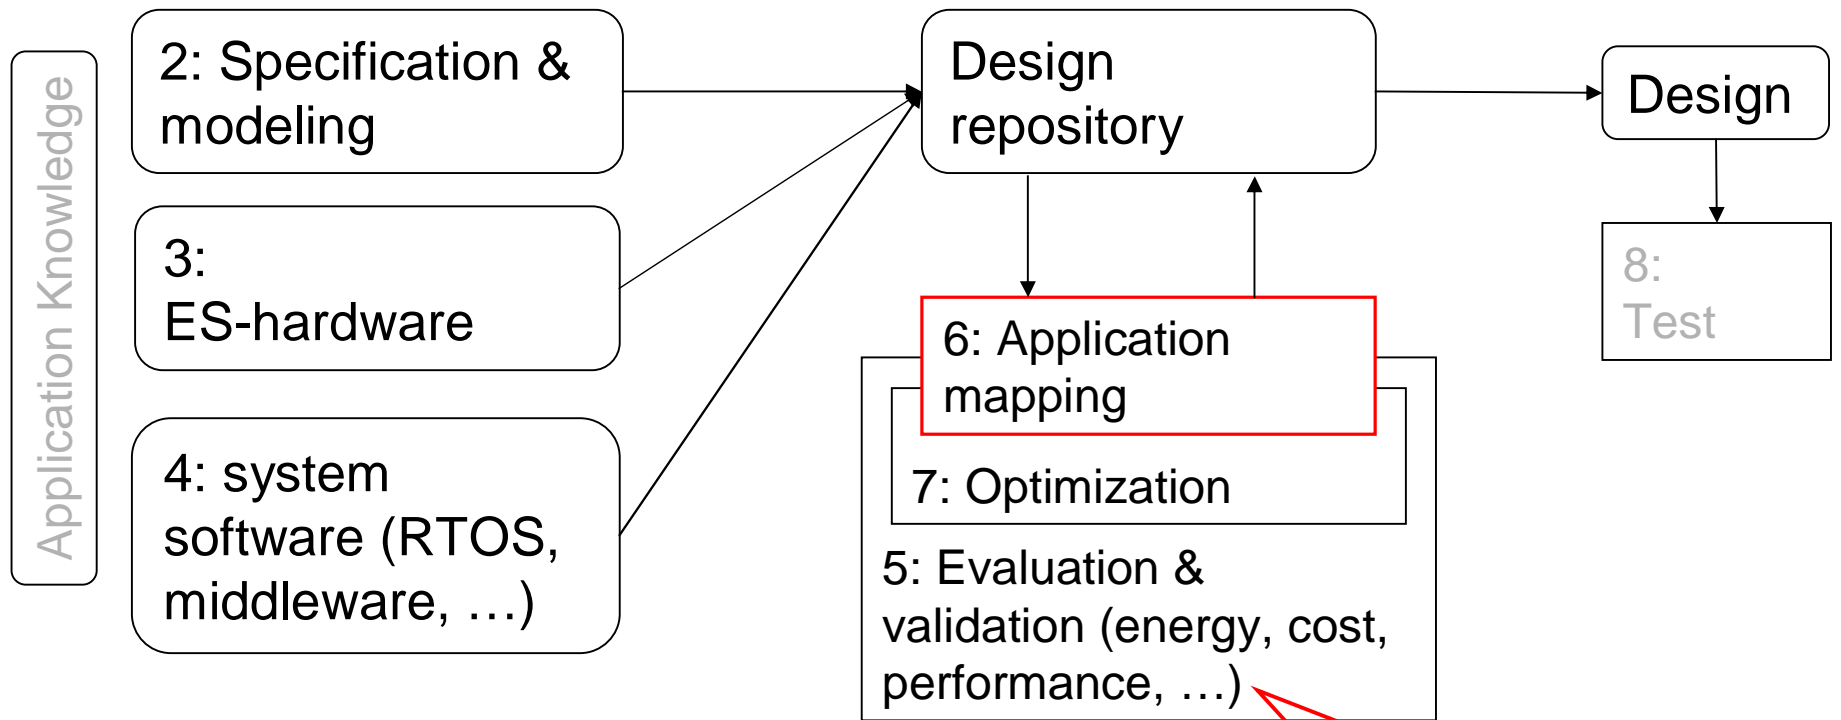 Application Knowledge
2: Specification &
modeling
3:
ES-hardware
4: system
software (RTOS,
middleware, …)
Design
repository
6: Application
mapping
7: Optimization
5: Evaluation &
validation (energy, cost,
performance, …)
Design
8:
Test